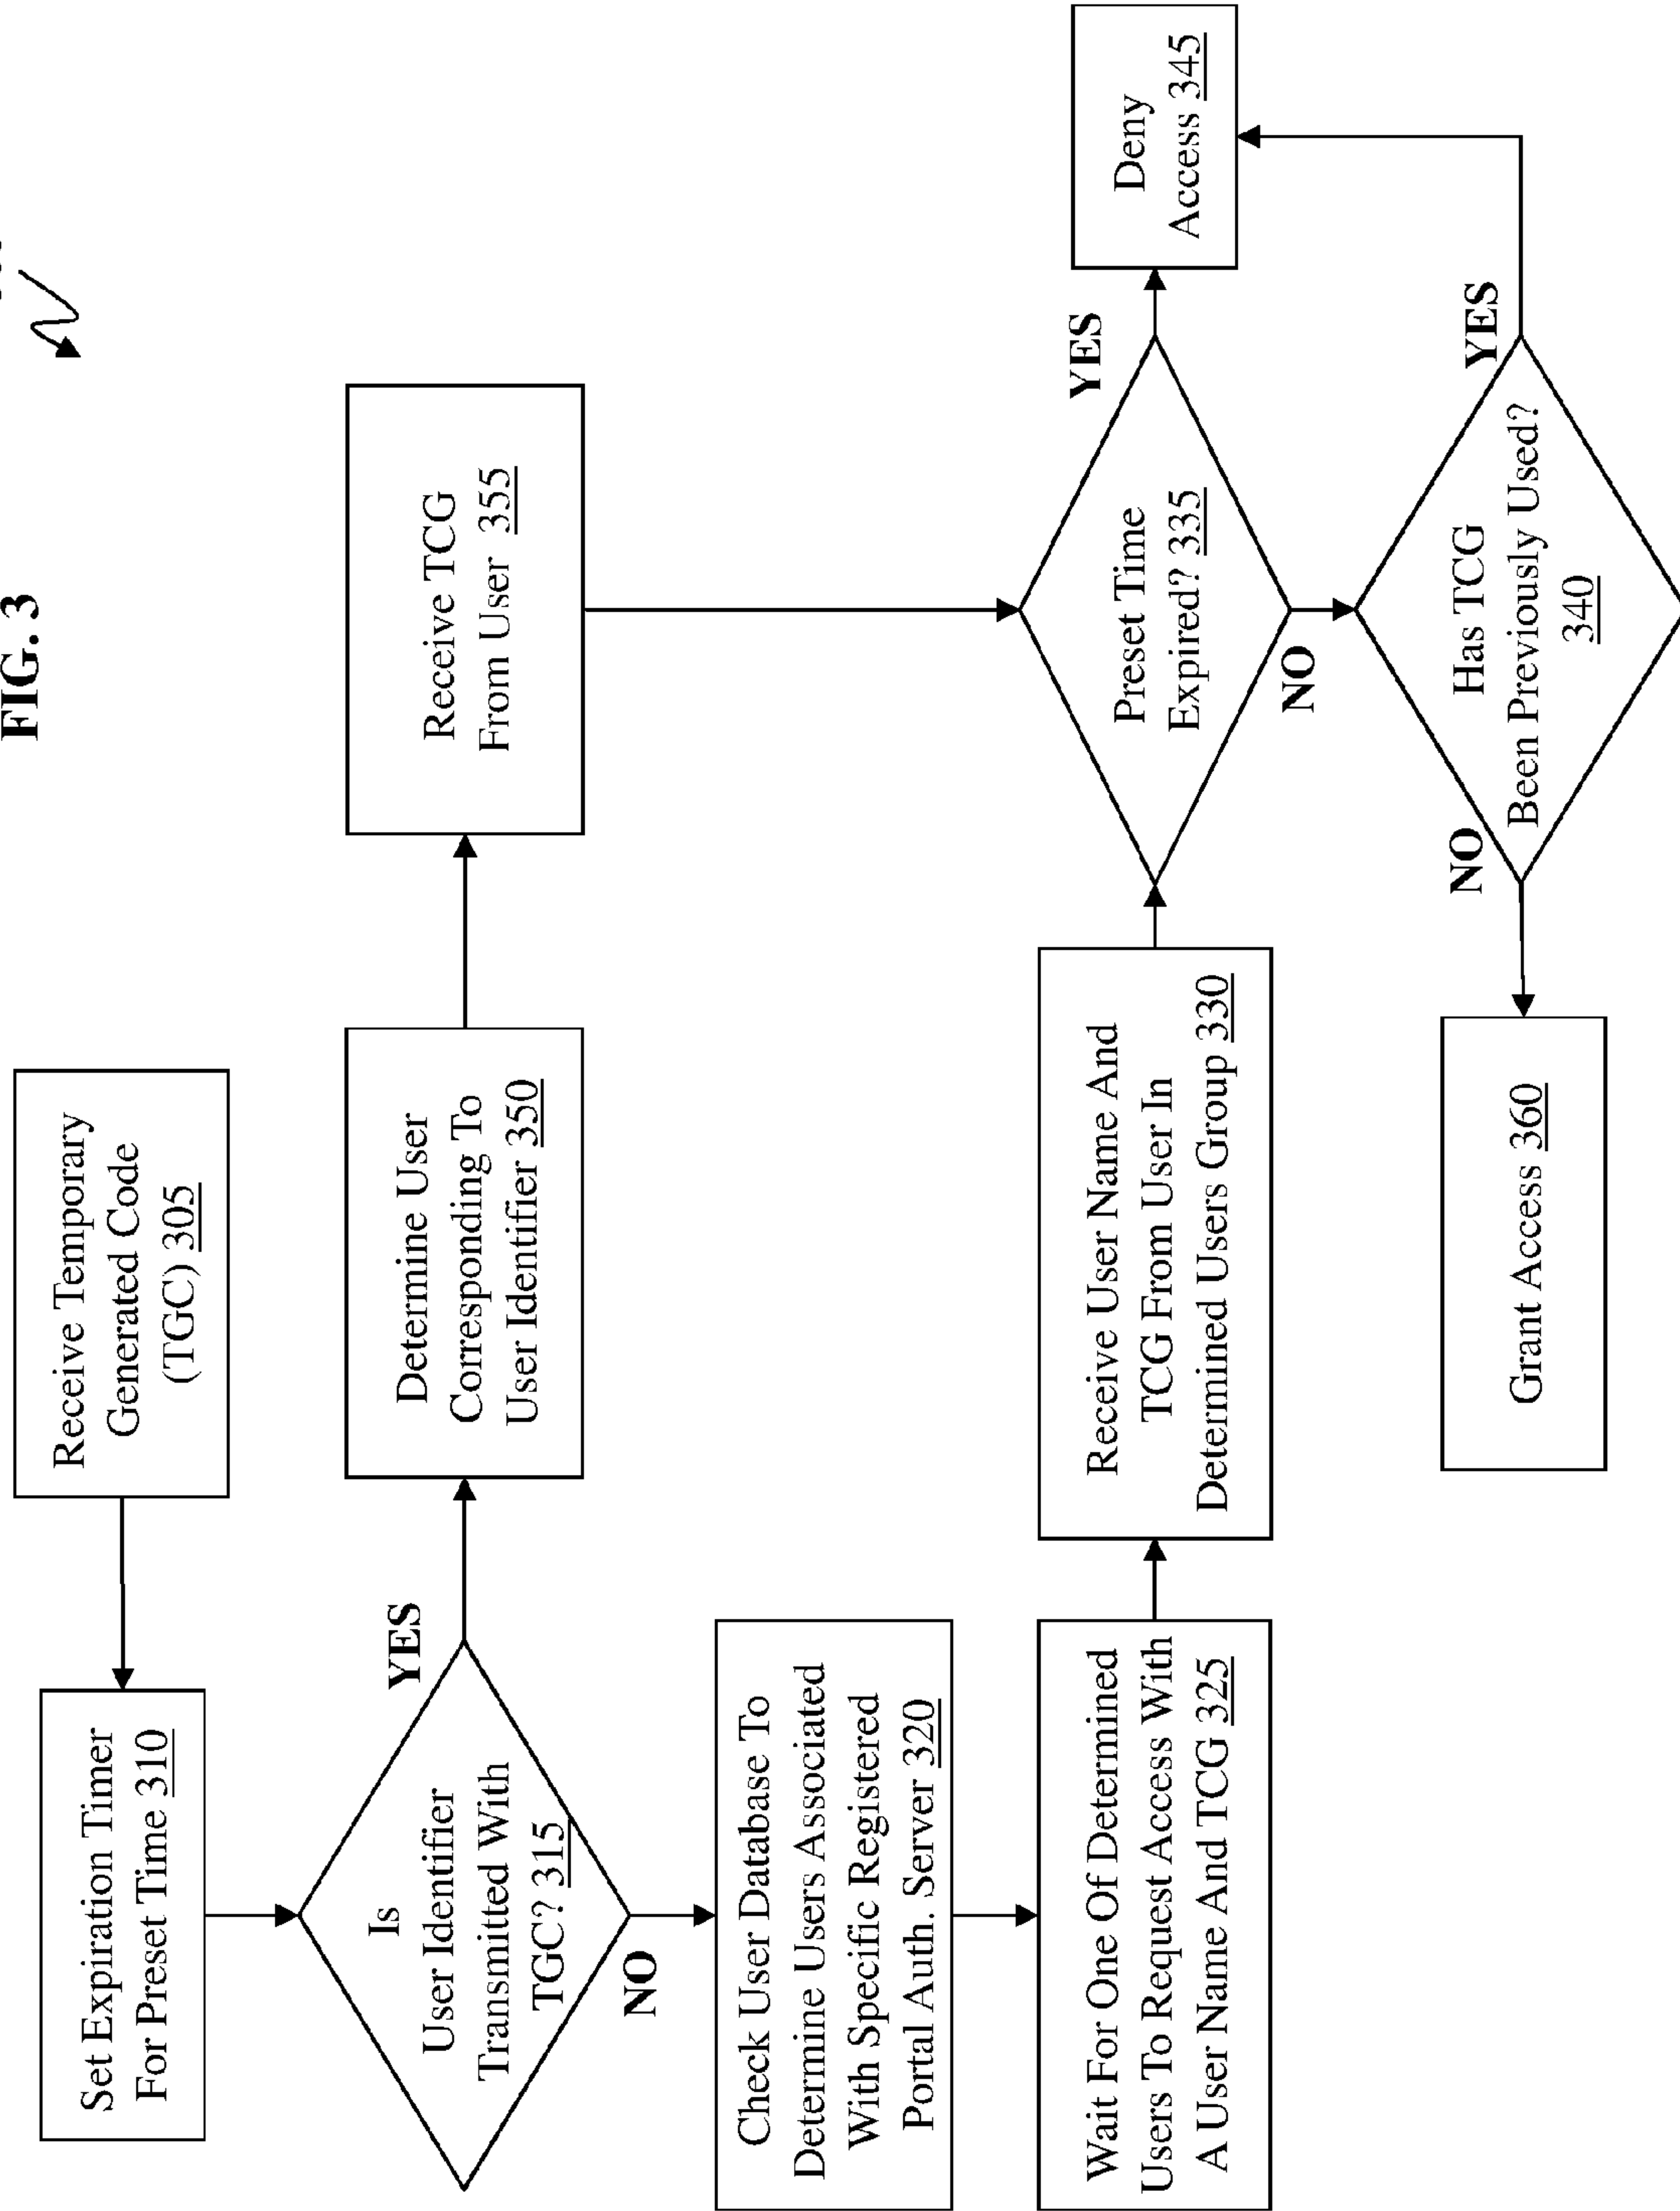 FIG. 3
Receive Temporary
Generated Code
(TGC) 305
Set Expiration Timer
For Preset Time 310
Is
User Identifier
Transmitted With
TGC? 315
YES
NO
Determine User
Corresponding To
User Identifier 350
Receive TCG
From User 355
Check User Database To
Determine Users Associated
With Specific Registered
Portal Auth. Server 320
Wait For One Of Determined
Users To Request Access With
A User Name And TCG 325
Receive User Name And
TCG From User In
Determined Users Group 330
Preset Time
Expired? 335
YES
NO
Deny
Access 345
Has TCG
Been Previously Used?
340
YES
NO
Grant Access 360